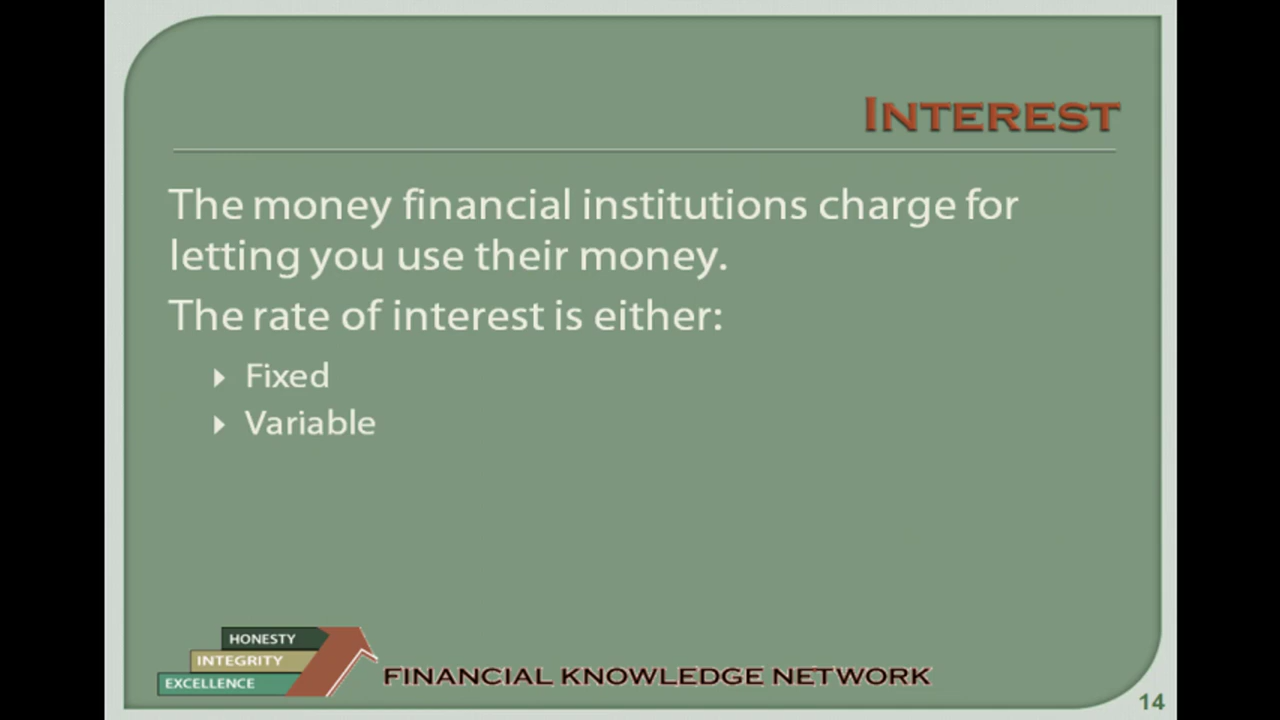 INTEREST
The money financial institutions charge for
letting you use their money.
The rate of interest is either:
Fixed
Variable
HONESTY
INTEGRITY
EXCELLENCE
FINANCIAL KNOWLEDGE NETWORK
14